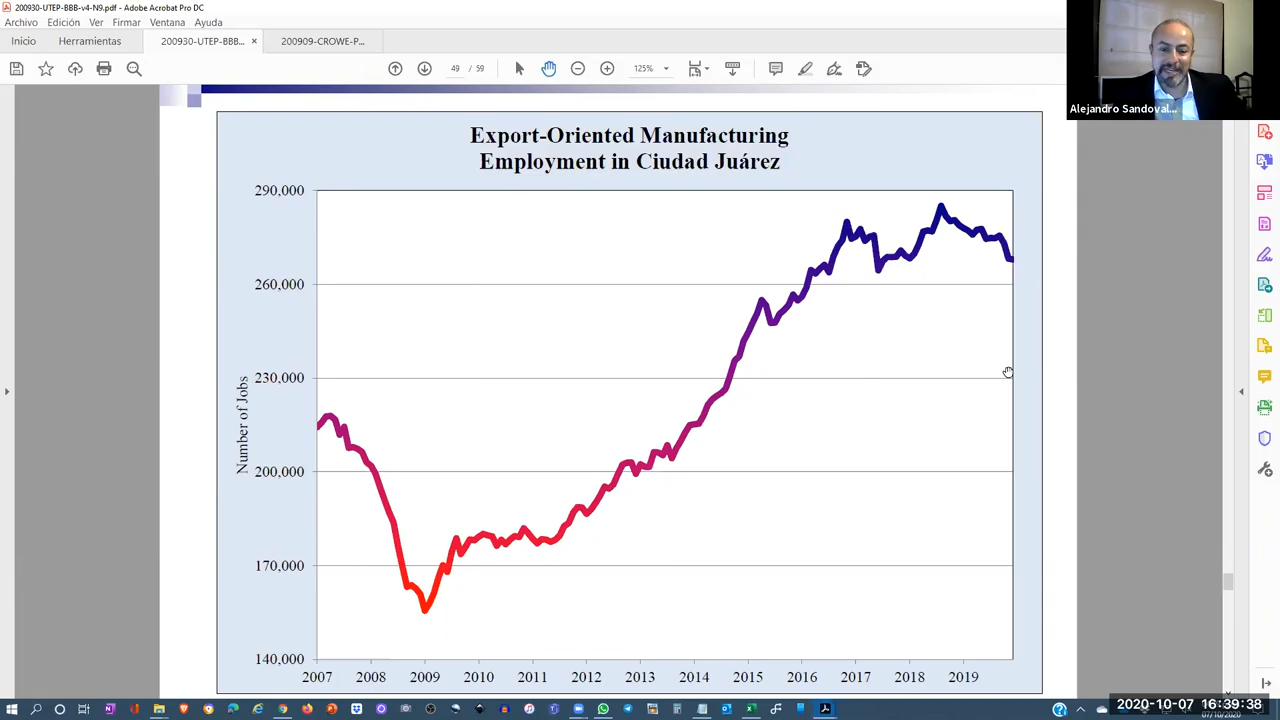 200930-UTEP-BBB-v4-N9.pdf - Adobe Acrobat Pro DC
Archivo Edición Ver Firmar Ventana Ayuda
Inicio Herramientas 200930-UTEP-BBB... × 200909-CROWE-P...
49 / 59 125%
Alejandro Sandoval...
Export-Oriented Manufacturing
Employment in Ciudad Juárez
Number of Jobs
290,000
260,000
230,000
200,000
170,000
140,000
2007 2008 2009 2010 2011 2012 2013 2014 2015 2016 2017 2018 2019
2020-10-07 16:39:38
07/10/2020